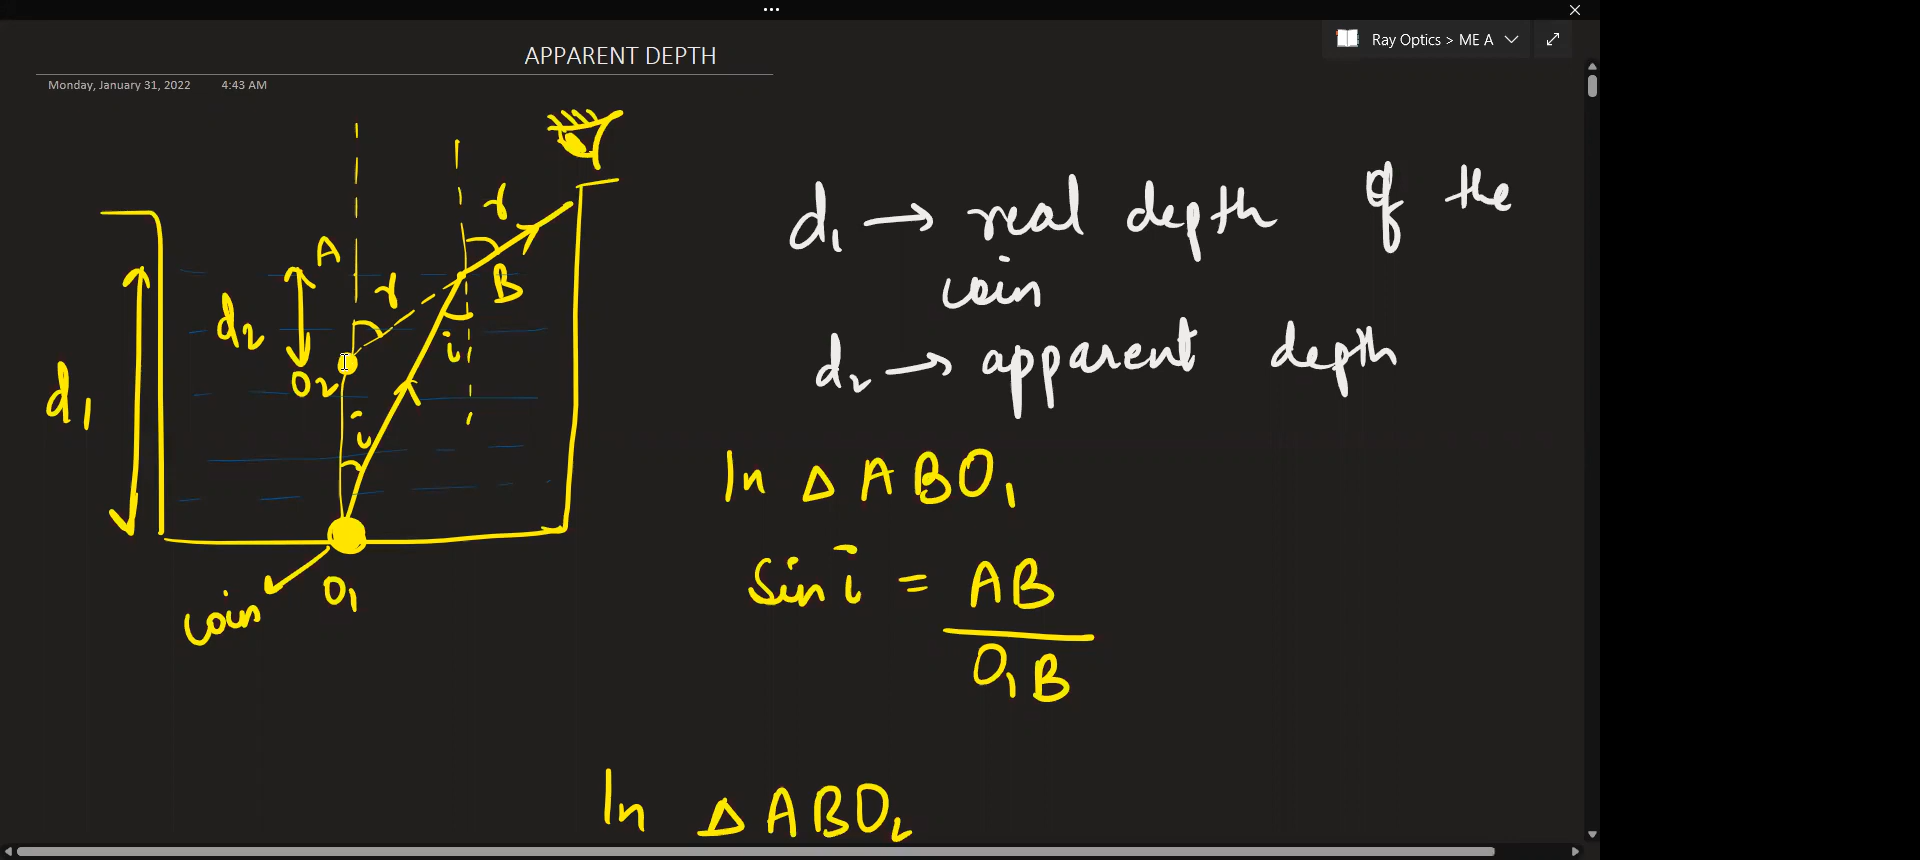 Ray Optics > ME A
APPARENT DEPTH
Monday, January 31, 2022 4:43 AM
r
A
r
B
d2
i
O2
d1
i
O1
coin
d1 → real depth of the
coin
d2 → apparent depth
In Δ ABO1
Sin i = AB
O1B
In Δ ABO2